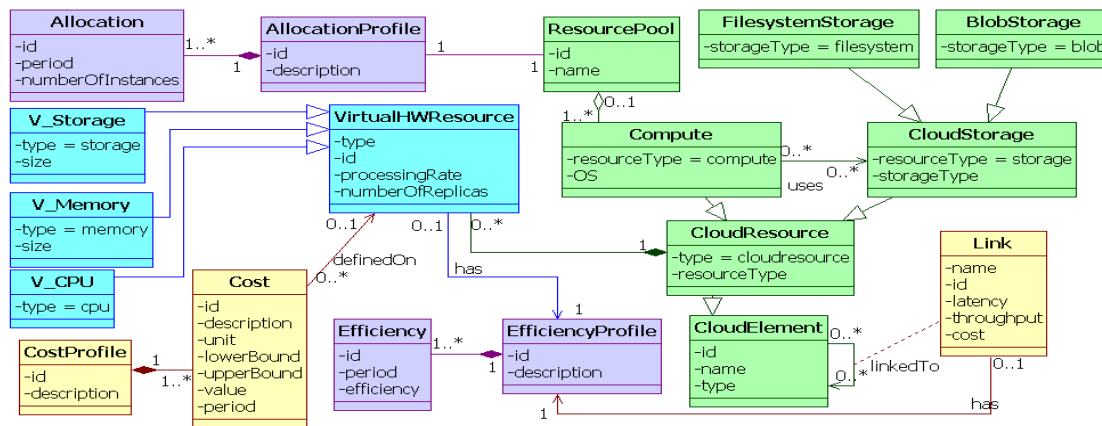 Allocation
-id
-period
-numberOfInstances
1..*
1
AllocationProfile
-id
-description
1
1
ResourcePool
-id
-name
0..1
1..*
FilesystemStorage
-storageType = filesystem
BlobStorage
-storageType = blob
V_Storage
-type = storage
-size
V_Memory
-type = memory
-size
V_CPU
-type = cpu
VirtualHWResource
-type
-id
-processingRate
-numberOfReplicas
0..1
0..1
0..*
Compute
-resourceType = compute
-OS
0..*
0..*
uses
CloudStorage
-resourceType = storage
-storageType
definedOn
0..*
has
1
1
CloudResource
-type = cloudresource
-resourceType
Link
-name
-id
-latency
-throughput
-cost
0..1
Cost
-id
-description
-unit
-lowerBound
-upperBound
-value
-period
CostProfile
-id
-description
1
1..*
Efficiency
-id
-period
-efficiency
1..*
1
EfficiencyProfile
-id
-description
CloudElement
-id
-name
-type
0..*
0..*
linkedTo
has
1